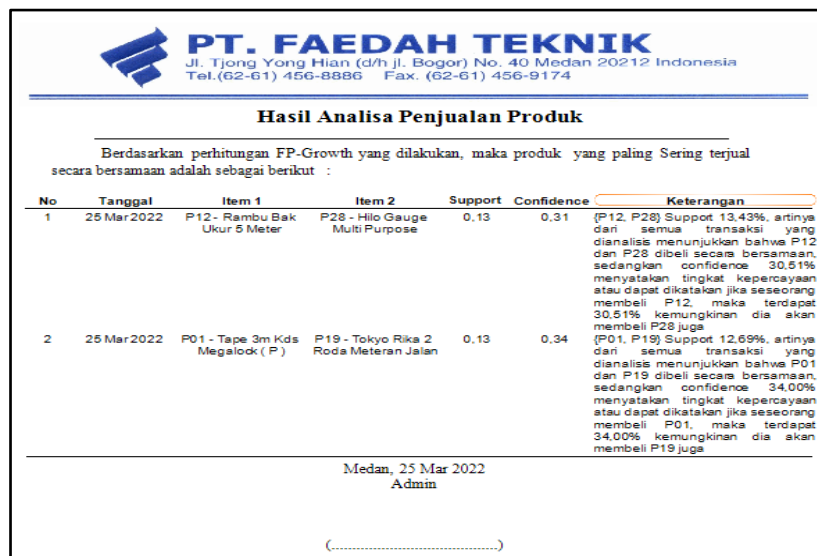 PT. FAEDAH TEKNIK
Jl. Tjong Yong Hian (d/h jl. Bogor) No. 40 Medan 20212 Indonesia
Tel.(62-61) 456-8886 Fax. (62-61) 456-9174
Hasil Analisa Penjualan Produk
Berdasarkan perhitungan FP-Growth yang dilakukan, maka produk yang paling Sering terjual
secara bersamaan adalah sebagai berikut :
No Tanggal Item 1 Item 2 Support Confidence Keterangan
1 25 Mar 2022 P12 - Rambu Bak P28 - Hilo Gauge 0,13 0,31 {P12, P28} Support 13,43%, artinya
Ukur 5 Meter Multi Purpose dari semua transaksi yang
dianalisis menunjukkan bahwa P12
dan P28 dibeli secara bersamaan,
sedangkan confidence 30,51%
menyatakan tingkat kepercayaan
atau dapat dikatakan jika seseorang
membeli P12, maka terdapat
30,51% kemungkinan dia akan
membeli P28 juga
2 25 Mar 2022 P01 - Tape 3m Kds P19 - Tokyo Rika 2 0,13 0,34 {P01, P19} Support 12,69%, artinya
Megalock ( P ) Roda Meteran Jalan dari semua transaksi yang
dianalisis menunjukkan bahwa P01
dan P19 dibeli secara bersamaan,
sedangkan confidence 34,00%
menyatakan tingkat kepercayaan
atau dapat dikatakan jika seseorang
membeli P01, maka terdapat
34,00% kemungkinan dia akan
membeli P19 juga
Medan, 25 Mar 2022
Admin
(..........................................)